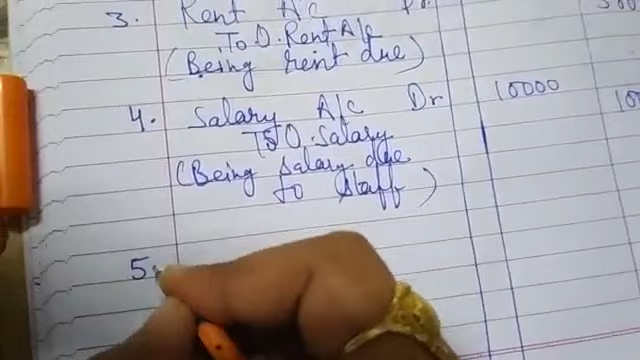 3. Rent A/c Dr.
To O. Rent A/c
(Being rent due)
4. Salary A/c Dr 10000
To O. Salary
(Being salary due
to staff)
5.